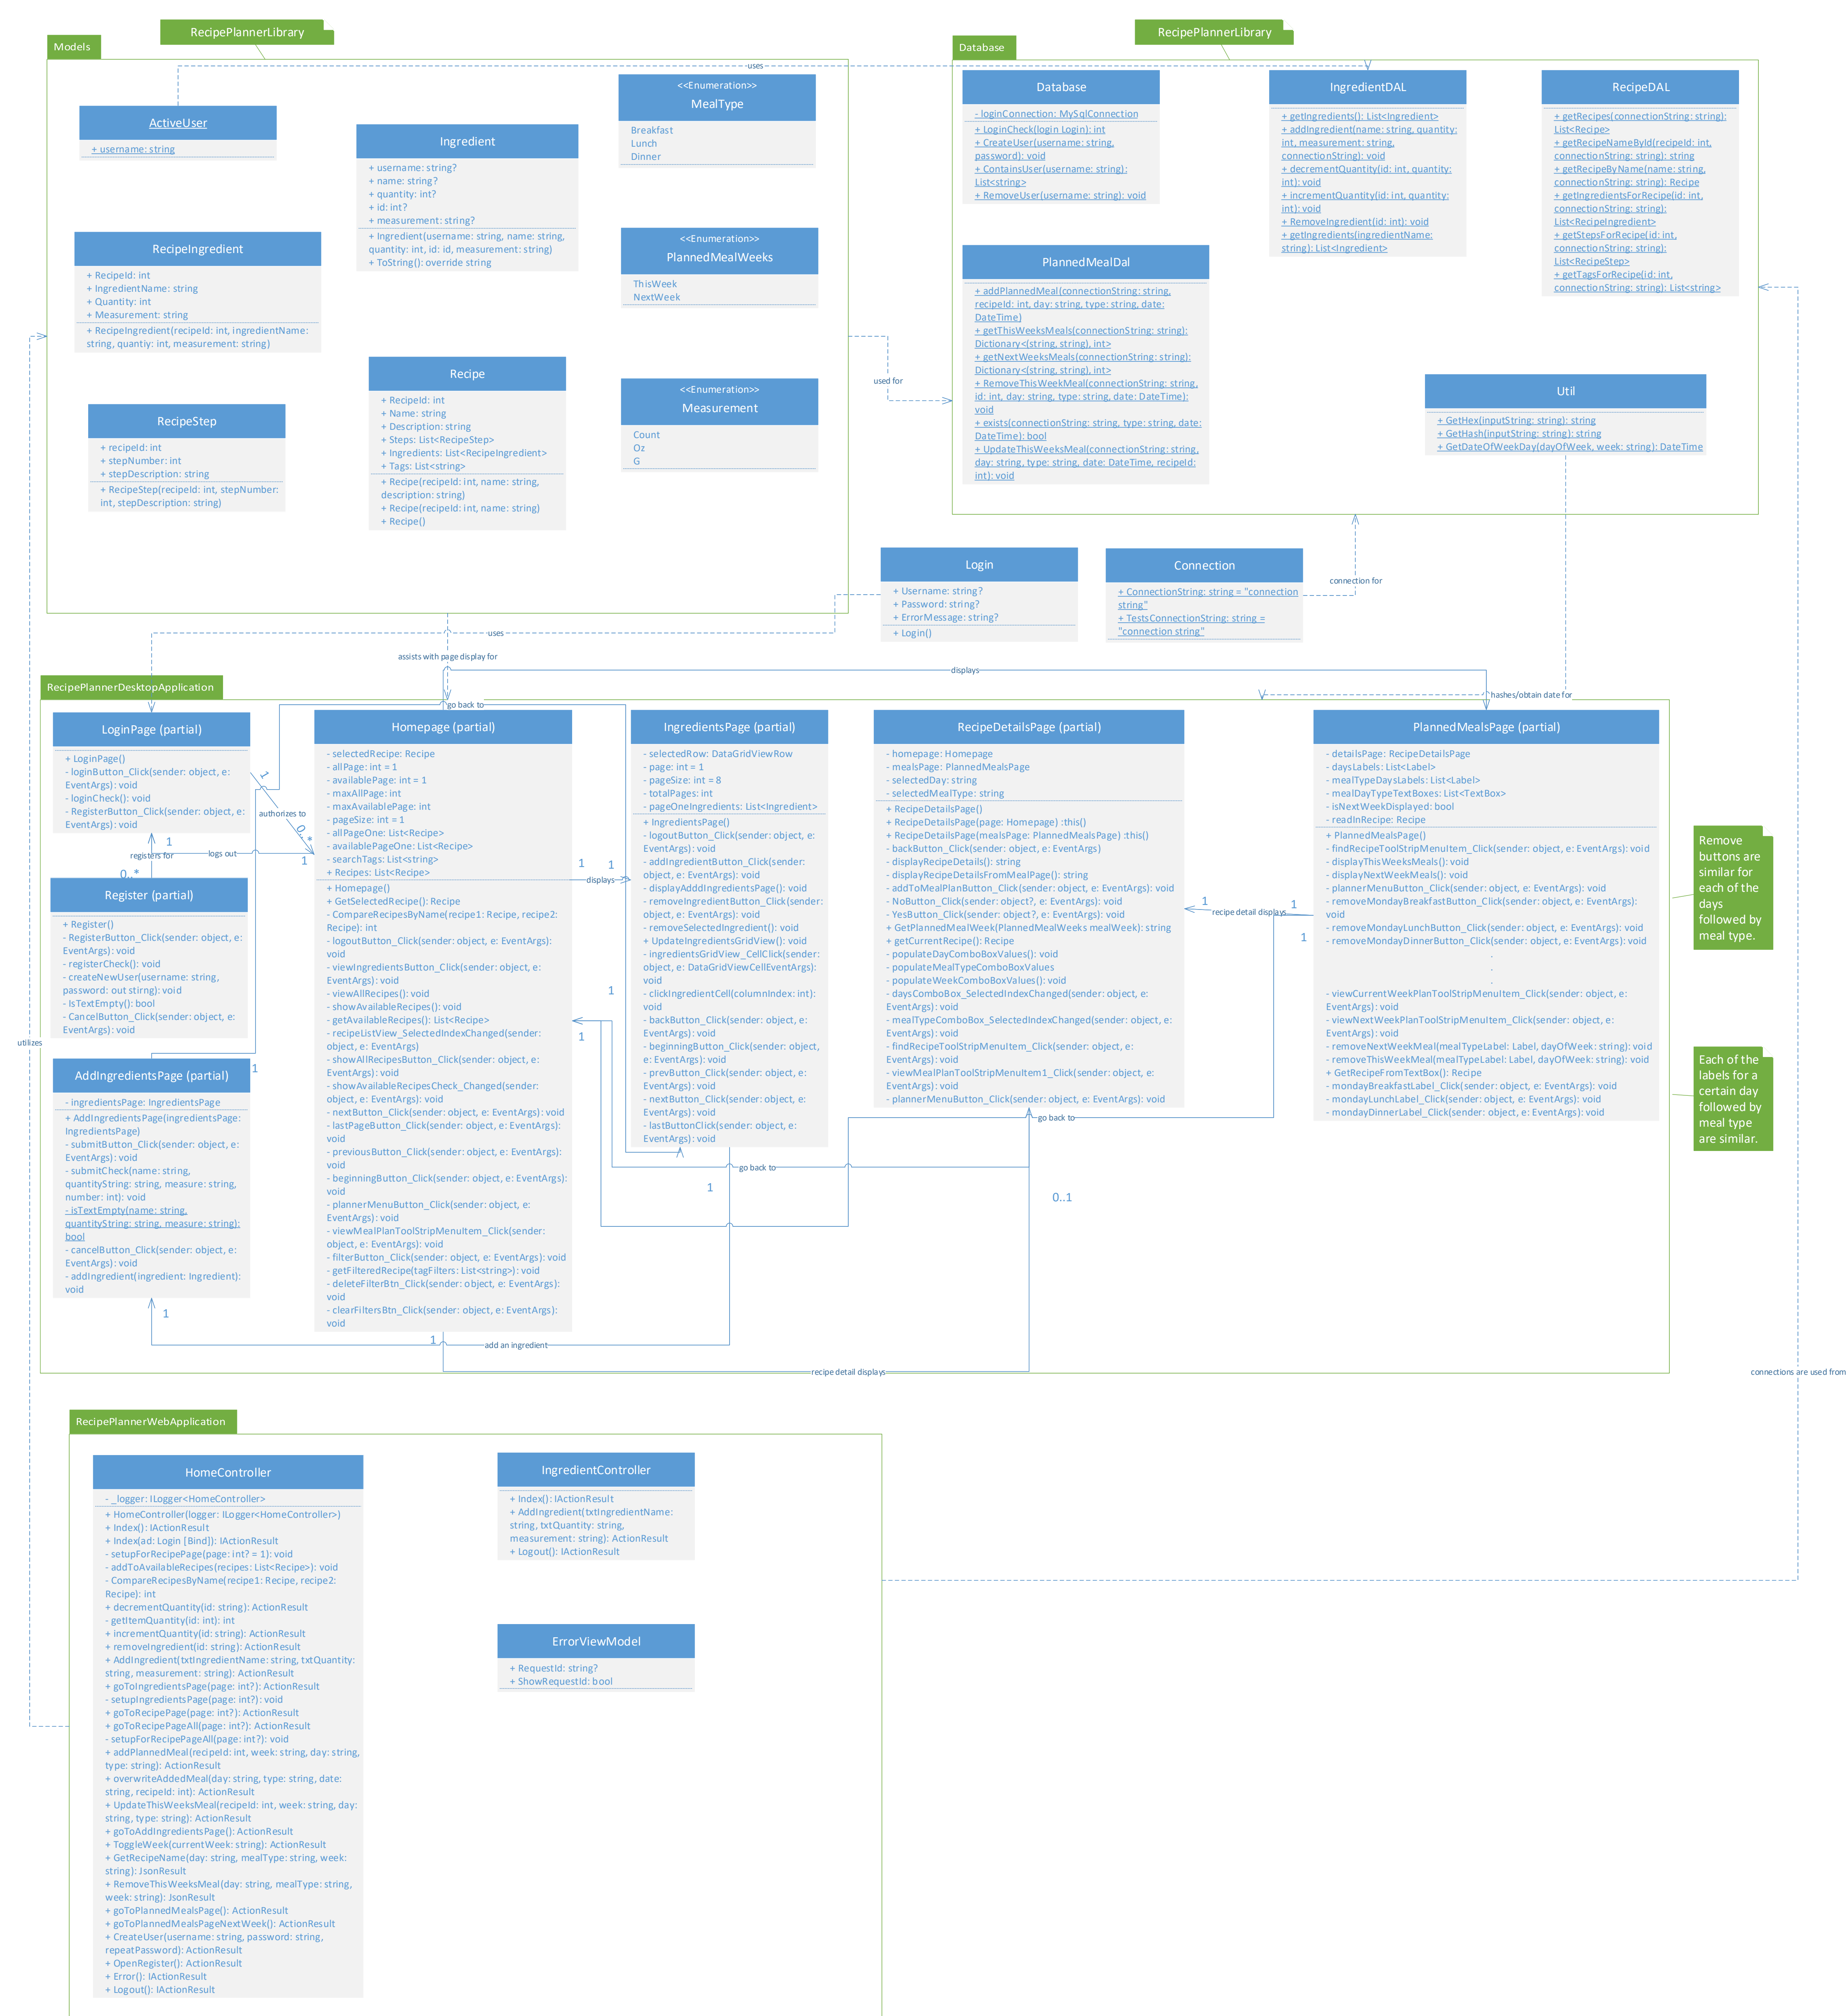 RecipePlannerLibrary
Models
uses
ActiveUser
+ username: string
Ingredient
+ username: string?
+ name: string?
+ quantity: int?
+ id: int?
+ measurement: string?
+ Ingredient(username: string, name: string,
quantity: int, id: id, measurement: string)
+ ToString(): override string
<<Enumeration>>
MealType
Breakfast
Lunch
Dinner
RecipeIngredient
+ RecipeId: int
+ IngredientName: string
+ Quantity: int
+ Measurement: string
+ RecipeIngredient(recipeId: int, ingredientName:
string, quantiy: int, measurement: string)
<<Enumeration>>
PlannedMealWeeks
ThisWeek
NextWeek
Recipe
+ RecipeId: int
+ Name: string
+ Description: string
+ Steps: List<RecipeStep>
+ Ingredients: List<RecipeIngredient>
+ Tags: List<string>
+ Recipe(recipeId: int, name: string,
description: string)
+ Recipe(recipeId: int, name: string)
+ Recipe()
<<Enumeration>>
Measurement
Count
Oz
G
RecipeStep
+ recipeId: int
+ stepNumber: int
+ stepDescription: string
+ RecipeStep(recipeId: int, stepNumber:
int, stepDescription: string)
used for
RecipePlannerLibrary
Database
Database
- loginConnection: MySqlConnection
+ LoginCheck(login Login): int
+ CreateUser(username: string,
password): void
+ ContainsUser(username: string):
List<string>
+ RemoveUser(username: string): void
IngredientDAL
+ getIngredients(): List<Ingredient>
+ addIngredient(name: string, quantity:
int, measurement: string,
connectionString): void
+ decrementQuantity(id: int, quantity:
int): void
+ incrementQuantity(id: int, quantity:
int): void
+ RemoveIngredient(id: int): void
+ getIngredients(ingredientName:
string): List<Ingredient>
RecipeDAL
+ getRecipes(connectionString: string):
List<Recipe>
+ getRecipeNameById(recipeId: int,
connectionString: string): string
+ getRecipeByName(name: string,
connectionString: string): Recipe
+ getIngredientsForRecipe(id: int,
connectionString: string):
List<RecipeIngredient>
+ getStepsForRecipe(id: int,
connectionString: string):
List<RecipeStep>
+ getTagsForRecipe(id: int,
connectionString: string): List<string>
PlannedMealDal
+ addPlannedMeal(connectionString: string,
recipeId: int, day: string, type: string, date:
DateTime)
+ getThisWeeksMeals(connectionString: string):
Dictionary<(string, string), int>
+ getNextWeeksMeals(connectionString: string):
Dictionary<(string, string), int>
+ RemoveThisWeekMeal(connectionString: string,
id: int, day: string, type: string, date: DateTime):
void
+ exists(connectionString: string, type: string, date:
DateTime): bool
+ UpdateThisWeeksMeal(connectionString: string,
day: string, type: string, date: DateTime, recipeId:
int): void
Util
+ GetHex(inputString: string): string
+ GetHash(inputString: string): string
+ GetDateOfWeekDay(dayOfWeek, week: string): DateTime
Login
+ Username: string?
+ Password: string?
+ ErrorMessage: string?
+ Login()
Connection
+ ConnectionString: string = "connection
string"
+ TestsConnectionString: string =
"connection string"
connection for
uses
assists with page display for
displays
hashes/obtain date for
RecipePlannerDesktopApplication
go back to
LoginPage (partial)
+ LoginPage()
- loginButton_Click(sender: object, e:
EventArgs): void
- loginCheck(): void
- RegisterButton_Click(sender: object, e:
EventArgs): void
1
authorizes to
0..*
1
registers for
logs out
1
0..*
Register (partial)
+ Register()
- RegisterButton_Click(sender: object, e:
EventArgs): void
- registerCheck(): void
- createNewUser(username: string,
password: out stirng): void
- IsTextEmpty(): bool
- CancelButton_Click(sender: object, e:
EventArgs): void
utilizes
1
AddIngredientsPage (partial)
- ingredientsPage: IngredientsPage
+ AddIngredientsPage(ingredientsPage:
IngredientsPage)
- submitButton_Click(sender: object, e:
EventArgs): void
- submitCheck(name: string,
quantityString: string, measure: string,
number: int): void
- isTextEmpty(name: string,
quantityString: string, measure: string):
bool
- cancelButton_Click(sender: object, e:
EventArgs): void
- addIngredient(ingredient: Ingredient):
void
1
Homepage (partial)
- selectedRecipe: Recipe
- allPage: int = 1
- availablePage: int = 1
- maxAllPage: int
- maxAvailablePage: int
- pageSize: int = 1
- allPageOne: List<Recipe>
- availablePageOne: List<Recipe>
- searchTags: List<string>
+ Recipes: List<Recipe>
+ Homepage()
+ GetSelectedRecipe(): Recipe
- CompareRecipesByName(recipe1: Recipe, recipe2:
Recipe): int
- logoutButton_Click(sender: object, e: EventArgs):
void
- viewIngredientsButton_Click(sender: object, e:
EventArgs): void
- viewAllRecipes(): void
- showAvailableRecipes(): void
- getAvailableRecipes(): List<Recipe>
- recipeListView_SelectedIndexChanged(sender:
object, e: EventArgs)
- showAllRecipesButton_Click(sender: object, e:
EventArgs): void
- showAvailableRecipesCheck_Changed(sender:
object, e: EventArgs): void
- nextButton_Click(sender: object, e: EventArgs): void
- lastPageButton_Click(sender: object, e: EventArgs):
void
- previousButton_Click(sender: object, e: EventArgs):
void
- beginningButton_Click(sender: object, e: EventArgs):
void
- plannerMenuButton_Click(sender: object, e:
EventArgs): void
- viewMealPlanToolStripMenuItem_Click(sender:
object, e: EventArgs): void
- filterButton_Click(sender: object, e: EventArgs): void
- getFilteredRecipe(tagFilters: List<string>): void
- deleteFilterBtn_Click(sender: object, e: EventArgs):
void
- clearFiltersBtn_Click(sender: object, e: EventArgs):
void
1
1
displays
1
1
IngredientsPage (partial)
- selectedRow: DataGridViewRow
- page: int = 1
- pageSize: int = 8
- totalPages: int
- pageOneIngredients: List<Ingredient>
+ IngredientsPage()
- logoutButton_Click(sender: object, e:
EventArgs): void
- addIngredientButton_Click(sender:
object, e: EventArgs): void
- displayAdddIngredientsPage(): void
- removeIngredientButton_Click(sender:
object, e: EventArgs): void
- removeSelectedIngredient(): void
+ UpdateIngredientsGridView(): void
- ingredientsGridView_CellClick(sender:
object, e: DataGridViewCellEventArgs):
void
- clickIngredientCell(columnIndex: int):
void
- backButton_Click(sender: object, e:
EventArgs): void
- beginningButton_Click(sender: object,
e: EventArgs): void
- prevButton_Click(sender: object, e:
EventArgs): void
- nextButton_Click(sender: object, e:
EventArgs): void
- lastButtonClick(sender: object, e:
EventArgs): void
RecipeDetailsPage (partial)
- homepage: Homepage
- mealsPage: PlannedMealsPage
- selectedDay: string
- selectedMealType: string
+ RecipeDetailsPage()
+ RecipeDetailsPage(page: Homepage) :this()
+ RecipeDetailsPage(mealsPage: PlannedMealsPage) :this()
- backButton_Click(sender: object, e: EventArgs)
- displayRecipeDetails(): string
- displayRecipeDetailsFromMealPage(): string
- addToMealPlanButton_Click(sender: object, e: EventArgs): void
- NoButton_Click(sender: object?, e: EventArgs): void
- YesButton_Click(sender: object?, e: EventArgs): void
+ GetPlannedMealWeek(PlannedMealWeeks mealWeek): string
+ getCurrentRecipe(): Recipe
- populateDayComboBoxValues(): void
- populateMealTypeComboBoxValues
- populateWeekComboBoxValues(): void
- daysComboBox_SelectedIndexChanged(sender: object, e:
EventArgs): void
- mealTypeComboBox_SelectedIndexChanged(sender: object, e:
EventArgs): void
- findRecipeToolStripMenuItem_Click(sender: object, e:
EventArgs): void
- viewMealPlanToolStripMenuItem1_Click(sender: object, e:
EventArgs): void
- plannerMenuButton_Click(sender: object, e: EventArgs): void
1
recipe detail displays
1
1
PlannedMealsPage (partial)
- detailsPage: RecipeDetailsPage
- daysLabels: List<Label>
- mealTypeDaysLabels: List<Label>
- mealDayTypeTextBoxes: List<TextBox>
- isNextWeekDisplayed: bool
- readInRecipe: Recipe
+ PlannedMealsPage()
- findRecipeToolStripMenuItem_Click(sender: object, e: EventArgs): void
- displayThisWeeksMeals(): void
- displayNextWeekMeals(): void
- plannerMenuButton_Click(sender: object, e: EventArgs): void
- removeMondayBreakfastButton_Click(sender: object, e: EventArgs):
void
- removeMondayLunchButton_Click(sender: object, e: EventArgs): void
- removeMondayDinnerButton_Click(sender: object, e: EventArgs): void
.
.
.
- viewCurrentWeekPlanToolStripMenuItem_Click(sender: object, e:
EventArgs): void
- viewNextWeekPlanToolStripMenuItem_Click(sender: object, e:
EventArgs): void
- removeNextWeekMeal(mealTypeLabel: Label, dayOfWeek: string): void
- removeThisWeekMeal(mealTypeLabel: Label, dayOfWeek: string): void
+ GetRecipeFromTextBox(): Recipe
- mondayBreakfastLabel_Click(sender: object, e: EventArgs): void
- mondayLunchLabel_Click(sender: object, e: EventArgs): void
- mondayDinnerLabel_Click(sender: object, e: EventArgs): void
Remove
buttons are
similar for
each of the
days
followed by
meal type.
Each of the
labels for a
certain day
followed by
meal type
are similar.
go back to
go back to
1
0..1
1
add an ingredient
recipe detail displays
connections are used from
RecipePlannerWebApplication
HomeController
- _logger: ILogger<HomeController>
+ HomeController(logger: ILogger<HomeController>)
+ Index(): IActionResult
+ Index(ad: Login [Bind]): IActionResult
- setupForRecipePage(page: int? = 1): void
- addToAvailableRecipes(recipes: List<Recipe>): void
- CompareRecipesByName(recipe1: Recipe, recipe2:
Recipe): int
+ decrementQuantity(id: string): ActionResult
- getItemQuantity(id: int): int
+ incrementQuantity(id: string): ActionResult
+ removeIngredient(id: string): ActionResult
+ AddIngredient(txtIngredientName: string, txtQuantity:
string, measurement: string): ActionResult
+ goToIngredientsPage(page: int?): ActionResult
- setupIngredientsPage(page: int?): void
+ goToRecipePage(page: int?): ActionResult
+ goToRecipePageAll(page: int?): ActionResult
- setupForRecipePageAll(page: int?): void
+ addPlannedMeal(recipeId: int, week: string, day: string,
type: string): ActionResult
+ overwriteAddedMeal(day: string, type: string, date:
string, recipeId: int): ActionResult
+ UpdateThisWeeksMeal(recipeId: int, week: string, day:
string, type: string): ActionResult
+ goToAddIngredientsPage(): ActionResult
+ ToggleWeek(currentWeek: string): ActionResult
+ GetRecipeName(day: string, mealType: string, week:
string): JsonResult
+ RemoveThisWeeksMeal(day: string, mealType: string,
week: string): JsonResult
+ goToPlannedMealsPage(): ActionResult
+ goToPlannedMealsPageNextWeek(): ActionResult
+ CreateUser(username: string, password: string,
repeatPassword): ActionResult
+ OpenRegister(): ActionResult
+ Error(): IActionResult
+ Logout(): IActionResult
IngredientController
+ Index(): IActionResult
+ AddIngredient(txtIngredientName:
string, txtQuantity: string,
measurement: string): ActionResult
+ Logout(): IActionResult
ErrorViewModel
+ RequestId: string?
+ ShowRequestId: bool